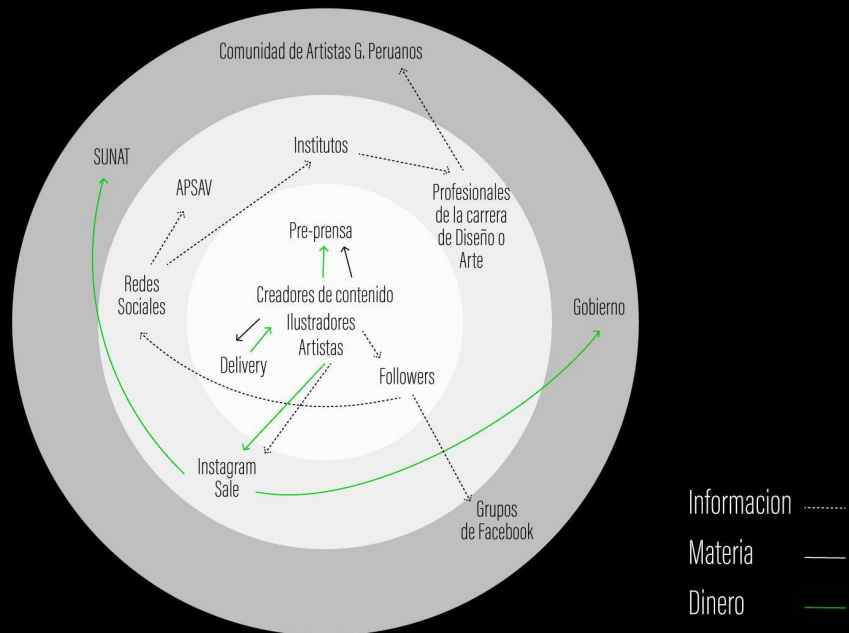 Comunidad de Artistas G. Peruanos
Institutos
SUNAT
APSAV
Profesionales
de la carrera
de Diseño o
Arte
Pre-prensa
Redes
Sociales
Creadores de contenido
Ilustradores
Artistas
Gobierno
Delivery
Followers
Instagram
Sale
Grupos
de Facebook
Informacion
Materia
Dinero